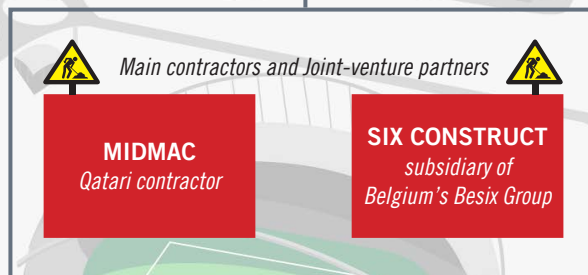 Main contractors and Joint-venture partners
MIDMAC
Qatari contractor
SIX CONSTRUCT
subsidiary of
Belgium’s Besix Group